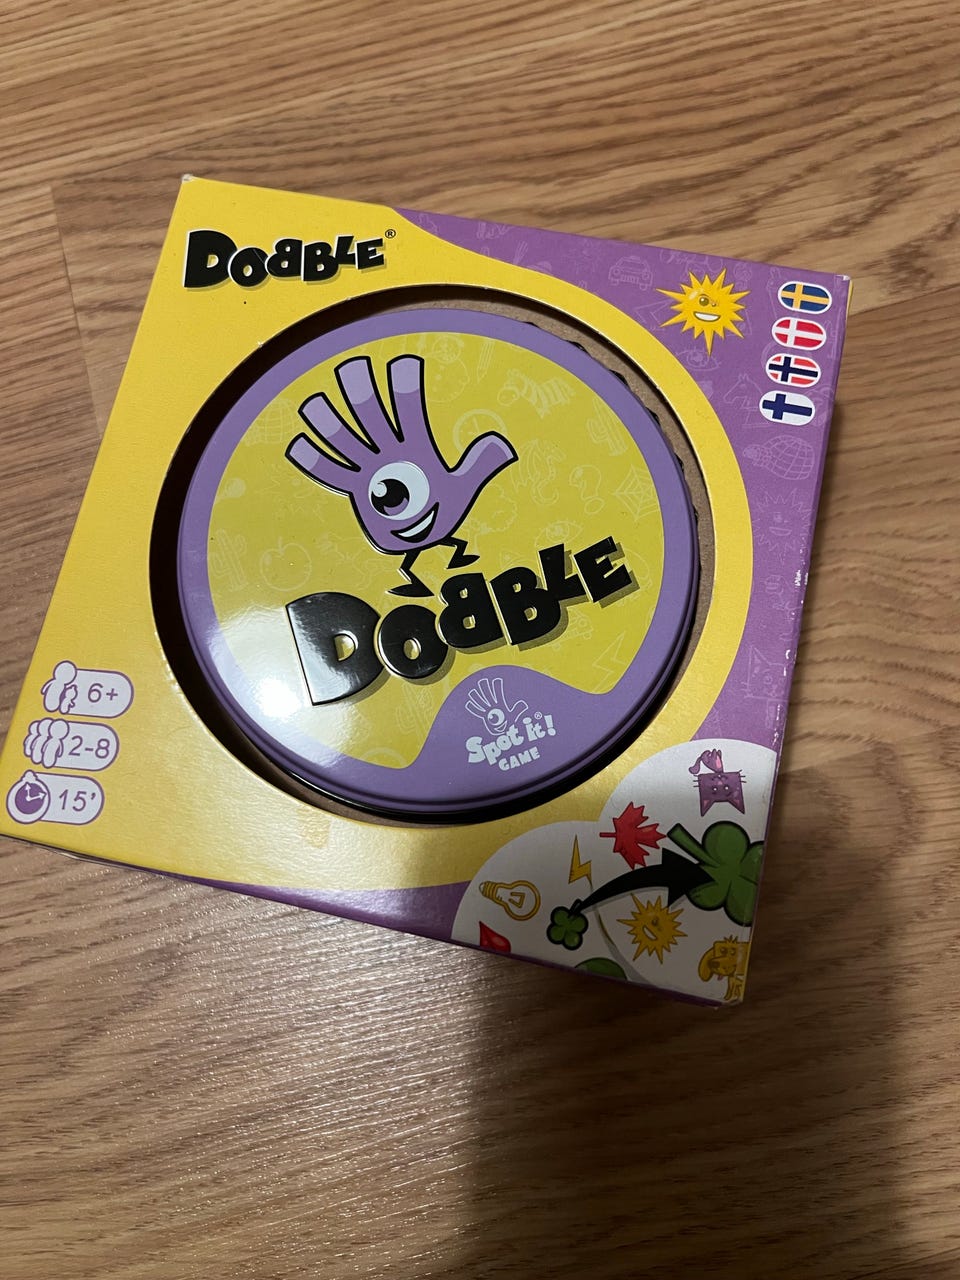 DOBBLE®
DOBBLE
Spot it!®
GAME
6+
2-8
15'